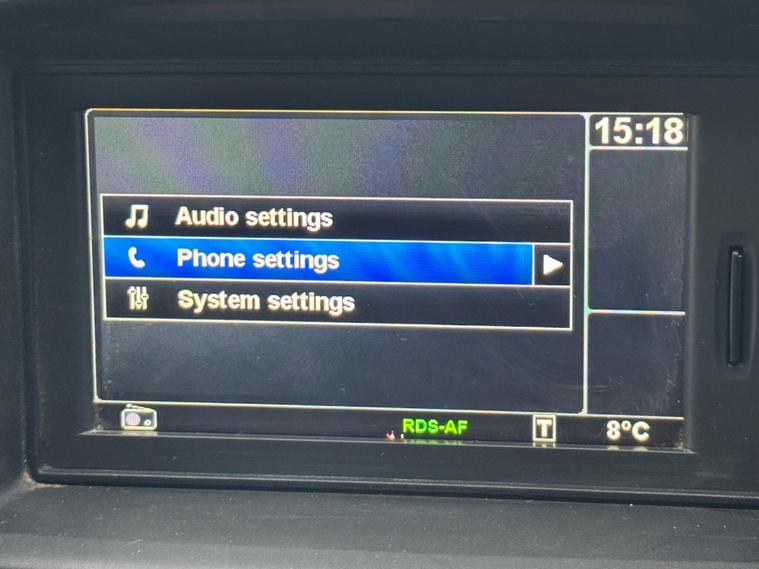 15:18
Audio settings
Phone settings
System settings
RDS-AF
T
8°C